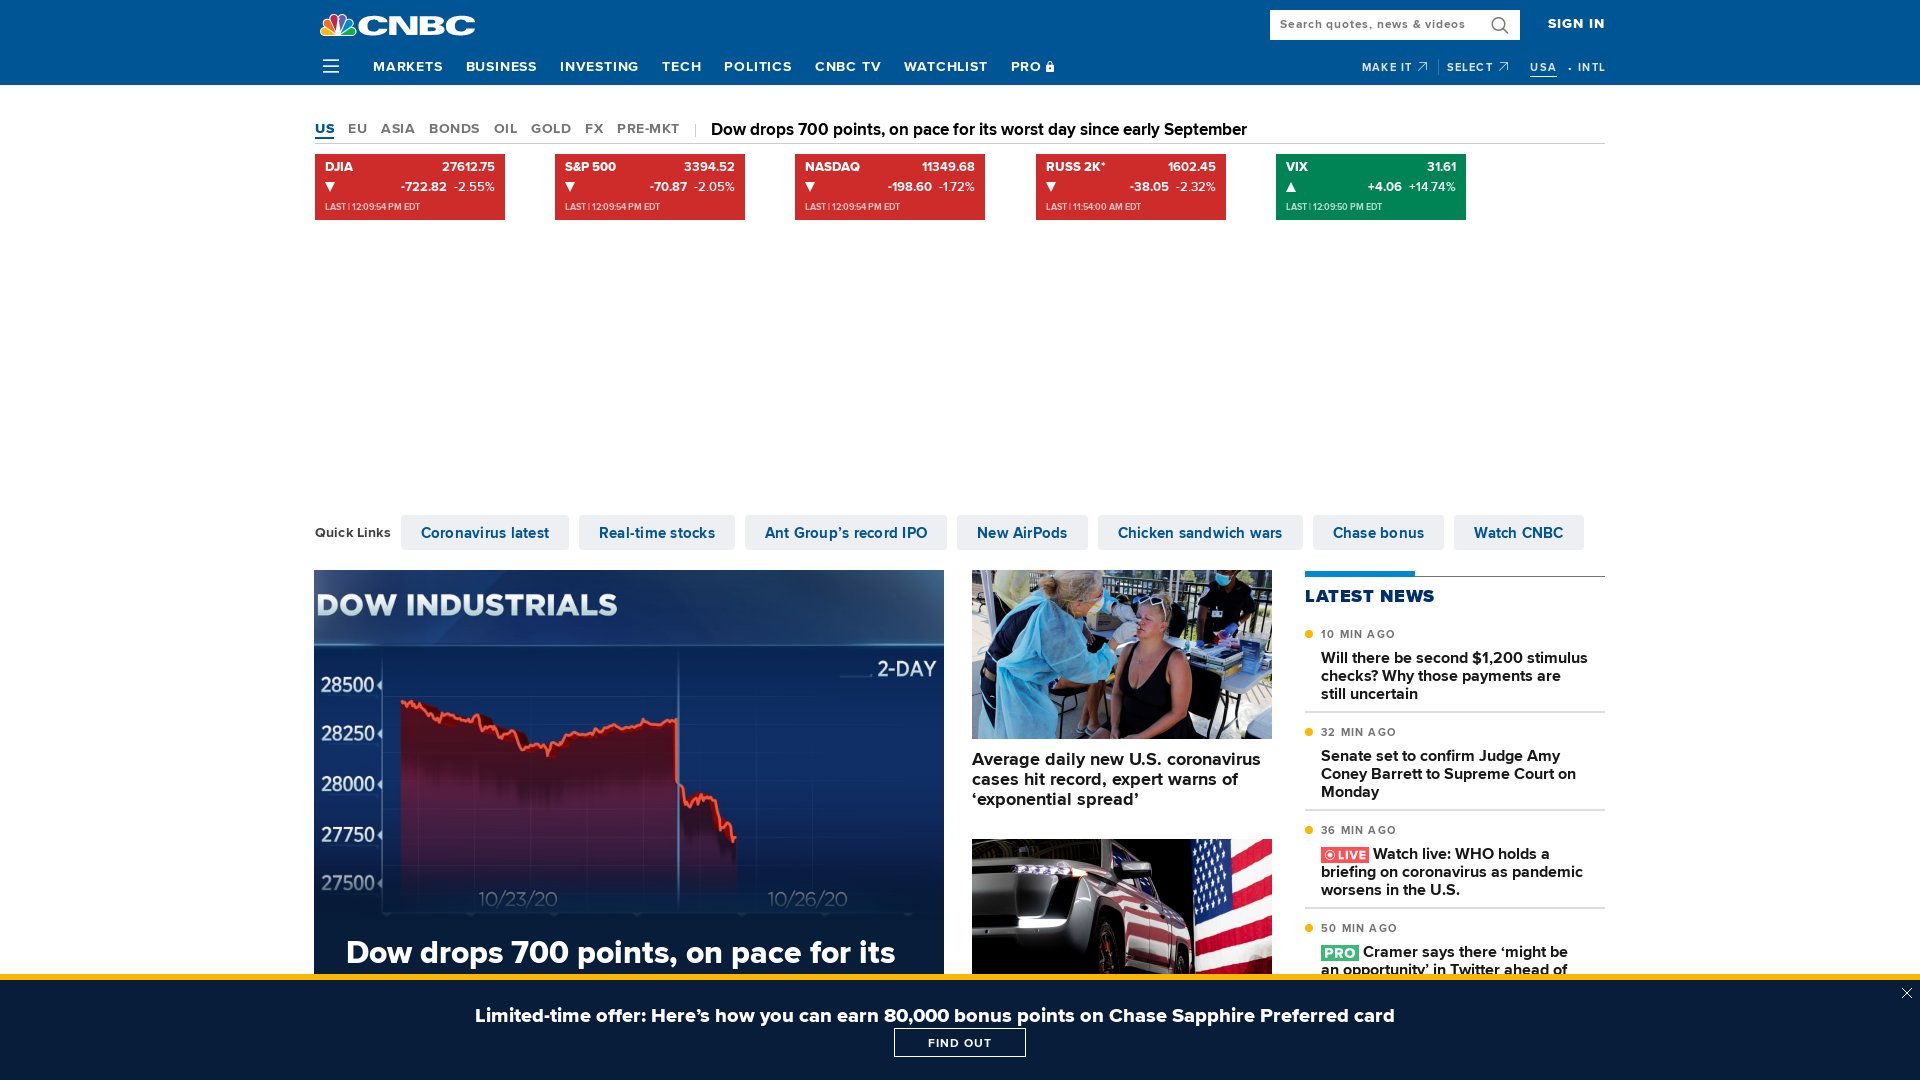 CNBC
Search quotes, news & videos
SIGN IN
MARKETS BUSINESS INVESTING TECH POLITICS CNBC TV WATCHLIST PRO
MAKE IT SELECT USA • INTL
US EU ASIA BONDS OIL GOLD FX PRE-MKT Dow drops 700 points, on pace for its worst day since early September
DJIA 27612.75
-722.82 -2.55%
LAST | 12:09:54 PM EDT
S&P 500 3394.52
-70.87 -2.05%
LAST | 12:09:54 PM EDT
NASDAQ 11349.68
-198.60 -1.72%
LAST | 12:09:54 PM EDT
RUSS 2K* 1602.45
-38.05 -2.32%
LAST | 11:54:00 AM EDT
VIX 31.61
+4.06 +14.74%
LAST | 12:09:50 PM EDT
Quick Links Coronavirus latest Real-time stocks Ant Group’s record IPO New AirPods Chicken sandwich wars Chase bonus Watch CNBC
DOW INDUSTRIALS
2-DAY
28500
28250
28000
27750
27500
10/23/20 10/26/20
Dow drops 700 points, on pace for its
Average daily new U.S. coronavirus
cases hit record, expert warns of
‘exponential spread’
LATEST NEWS
10 MIN AGO
Will there be second $1,200 stimulus
checks? Why those payments are
still uncertain
32 MIN AGO
Senate set to confirm Judge Amy
Coney Barrett to Supreme Court on
Monday
36 MIN AGO
LIVE Watch live: WHO holds a
briefing on coronavirus as pandemic
worsens in the U.S.
50 MIN AGO
PRO Cramer says there ‘might be
an opportunity’ in Twitter ahead of
Limited-time offer: Here’s how you can earn 80,000 bonus points on Chase Sapphire Preferred card
FIND OUT